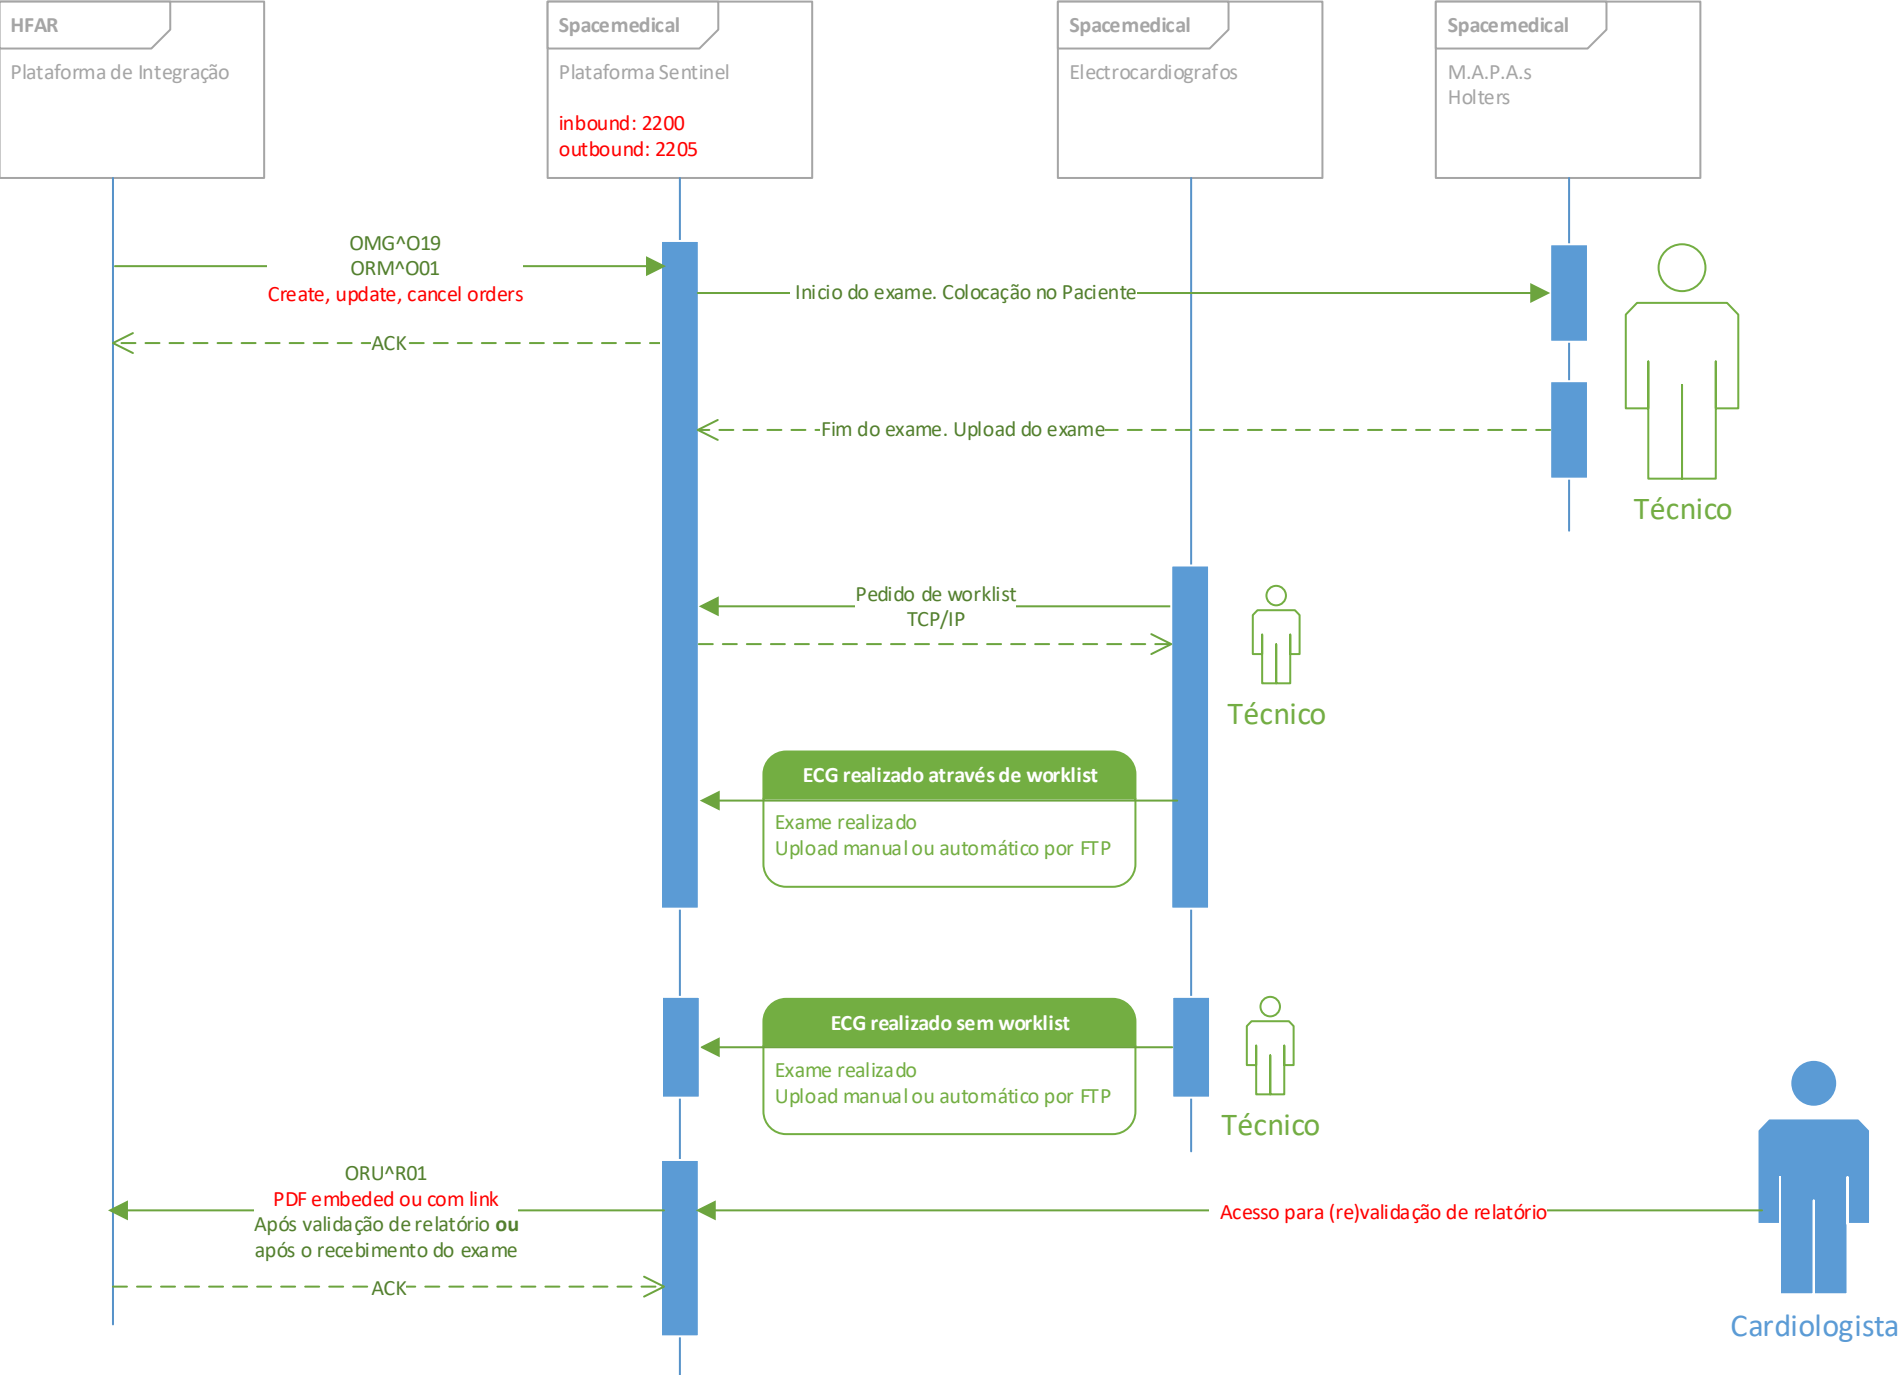 HFAR
Plataforma de Integração
Spacemedical
Plataforma Sentinel
inbound: 2200
outbound: 2205
Spacemedical
Electrocardiografos
Spacemedical
M.A.P.A.s
Holters
OMG^O19
ORM^O01
Create, update, cancel orders
Inicio do exame. Colocação no Paciente
ACK
Fim do exame. Upload do exame
Técnico
Pedido de worklist
TCP/IP
Técnico
ECG realizado através de worklist
Exame realizado
Upload manual ou automático por FTP
ECG realizado sem worklist
Exame realizado
Upload manual ou automático por FTP
Técnico
ORU^R01
PDF embeded ou com link
Após validação de relatório ou
após o recebimento do exame
Acesso para (re)validação de relatório
ACK
Cardiologista